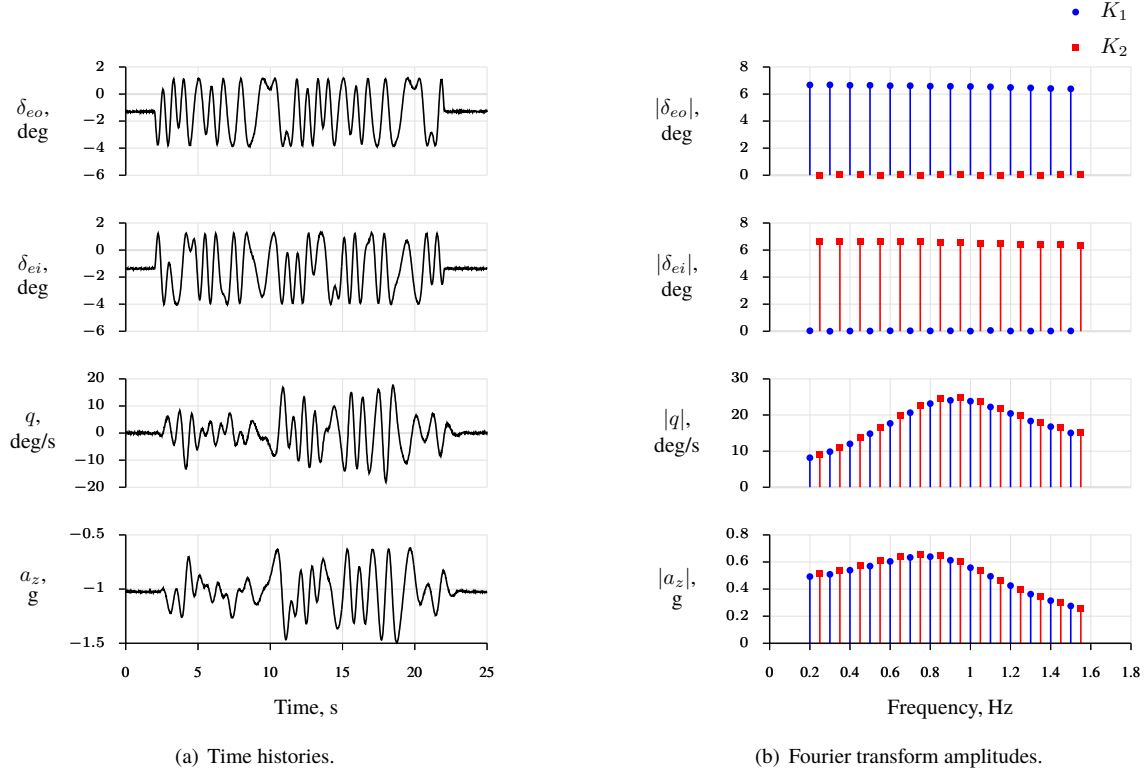 K₁
K₂
δₑₒ,
deg
2
0
−2
−4
−6
|δₑₒ|,
deg
8
6
4
2
0
δₑᵢ,
deg
2
0
−2
−4
−6
|δₑᵢ|,
deg
8
6
4
2
0
q,
deg/s
20
10
0
−10
−20
|q|,
deg/s
30
20
10
0
a_z,
g
−0.5
−1
−1.5
0 5 10 15 20 25
Time, s
|a_z|,
g
0.8
0.6
0.4
0.2
0
0 0.2 0.4 0.6 0.8 1 1.2 1.4 1.6 1.8
Frequency, Hz
(a) Time histories.
(b) Fourier transform amplitudes.